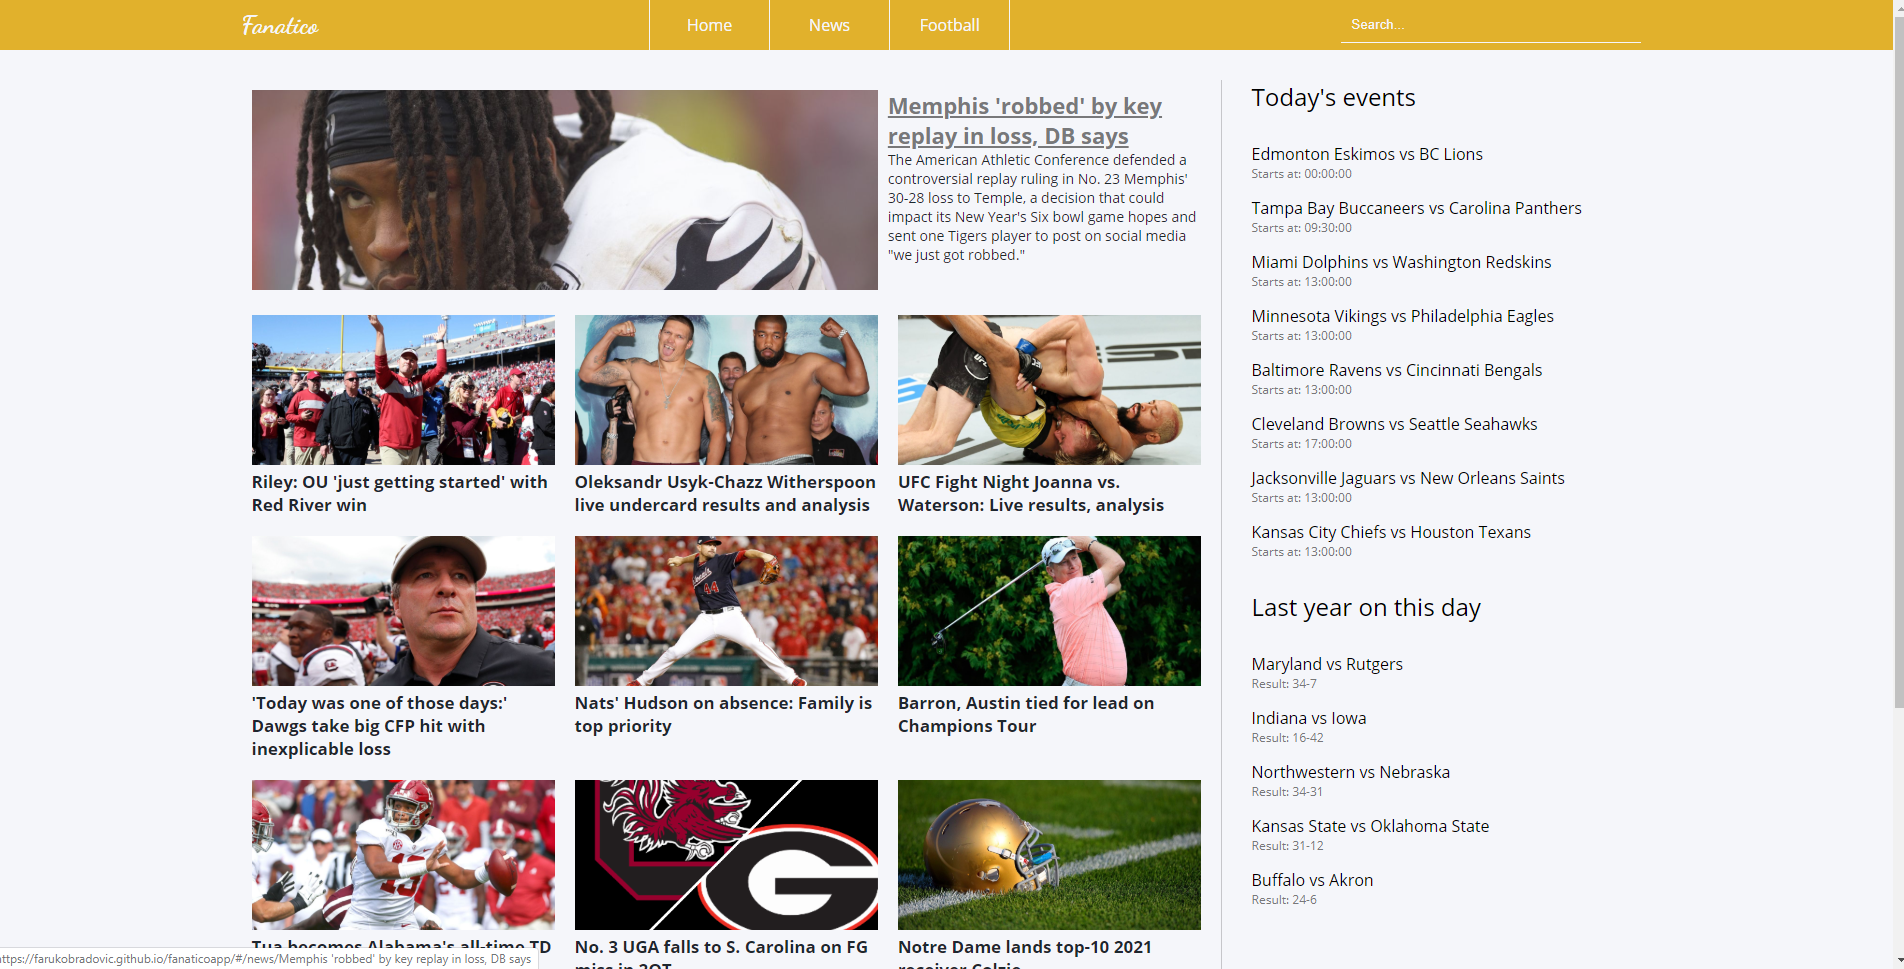 Fanatico
Home
News
Football
Search...
Memphis 'robbed' by key
replay in loss, DB says
The American Athletic Conference defended a
controversial replay ruling in No. 23 Memphis'
30-28 loss to Temple, a decision that could
impact its New Year's Six bowl game hopes and
sent one Tigers player to post on social media
"we just got robbed."
44
Riley: OU 'just getting started' with
Red River win
Oleksandr Usyk-Chazz Witherspoon
live undercard results and analysis
UFC Fight Night Joanna vs.
Waterson: Live results, analysis
'Today was one of those days:'
Dawgs take big CFP hit with
inexplicable loss
Nats' Hudson on absence: Family is
top priority
Barron, Austin tied for lead on
Champions Tour
13
G
Tua becomes Alabama's all-time TD
No. 3 UGA falls to S. Carolina on FG
miss in 2OT
Notre Dame lands top-10 2021
receiver Colzie
Today's events
Edmonton Eskimos vs BC Lions
Starts at: 00:00:00
Tampa Bay Buccaneers vs Carolina Panthers
Starts at: 09:30:00
Miami Dolphins vs Washington Redskins
Starts at: 13:00:00
Minnesota Vikings vs Philadelphia Eagles
Starts at: 13:00:00
Baltimore Ravens vs Cincinnati Bengals
Starts at: 13:00:00
Cleveland Browns vs Seattle Seahawks
Starts at: 17:00:00
Jacksonville Jaguars vs New Orleans Saints
Starts at: 13:00:00
Kansas City Chiefs vs Houston Texans
Starts at: 13:00:00
Last year on this day
Maryland vs Rutgers
Result: 34-7
Indiana vs Iowa
Result: 16-42
Northwestern vs Nebraska
Result: 34-31
Kansas State vs Oklahoma State
Result: 31-12
Buffalo vs Akron
Result: 24-6
https://farukobradovic.github.io/fanaticoapp/#/news/Memphis 'robbed' by key replay in loss, DB says